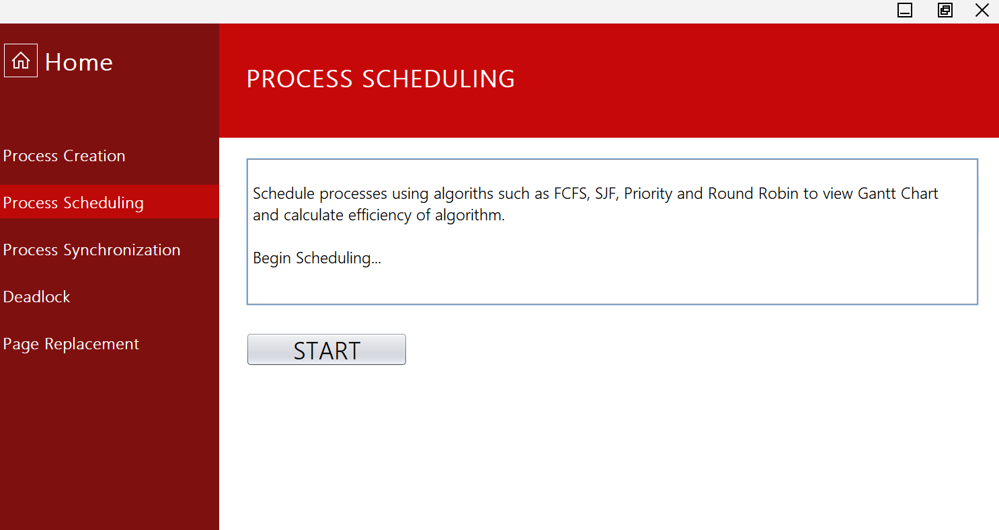 Home
PROCESS SCHEDULING
Process Creation
Process Scheduling
Process Synchronization
Deadlock
Page Replacement
Schedule processes using algoriths such as FCFS, SJF, Priority and Round Robin to view Gantt Chart
and calculate efficiency of algorithm.
Begin Scheduling...
START